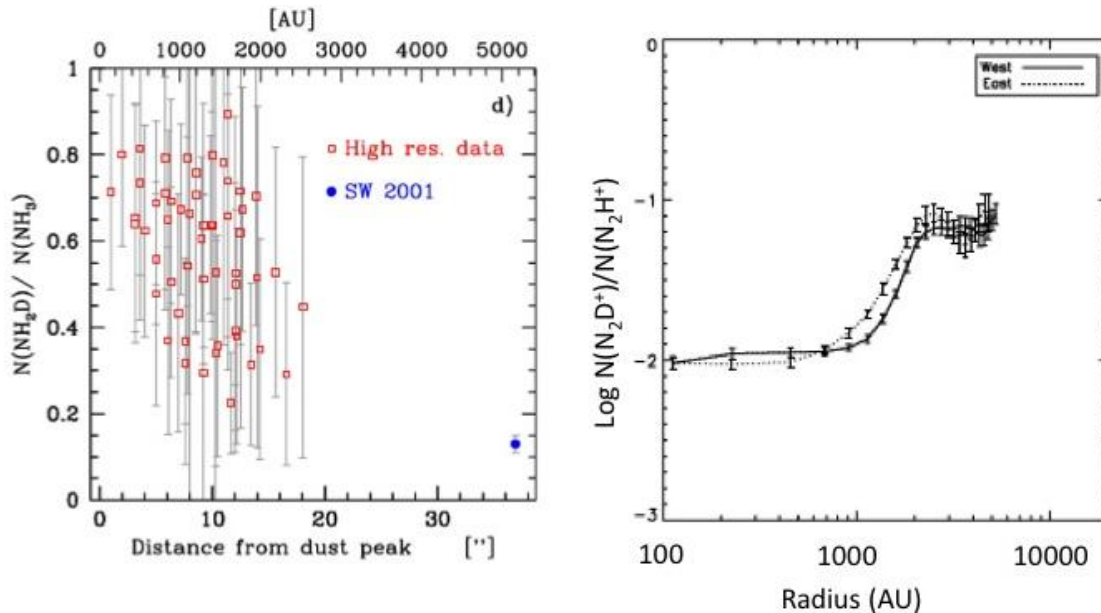 [AU]
0 1000 2000 3000 4000 5000
1
0.8
0.6
0.4
0.2
0
N(NH₂D)/ N(NH₃)
d)
High res. data
SW 2001
0 10 20 30
Distance from dust peak ["]
0
-1
-2
-3
Log N(N₂D⁺)/N(N₂H⁺)
West
East
100 1000 10000
Radius (AU)